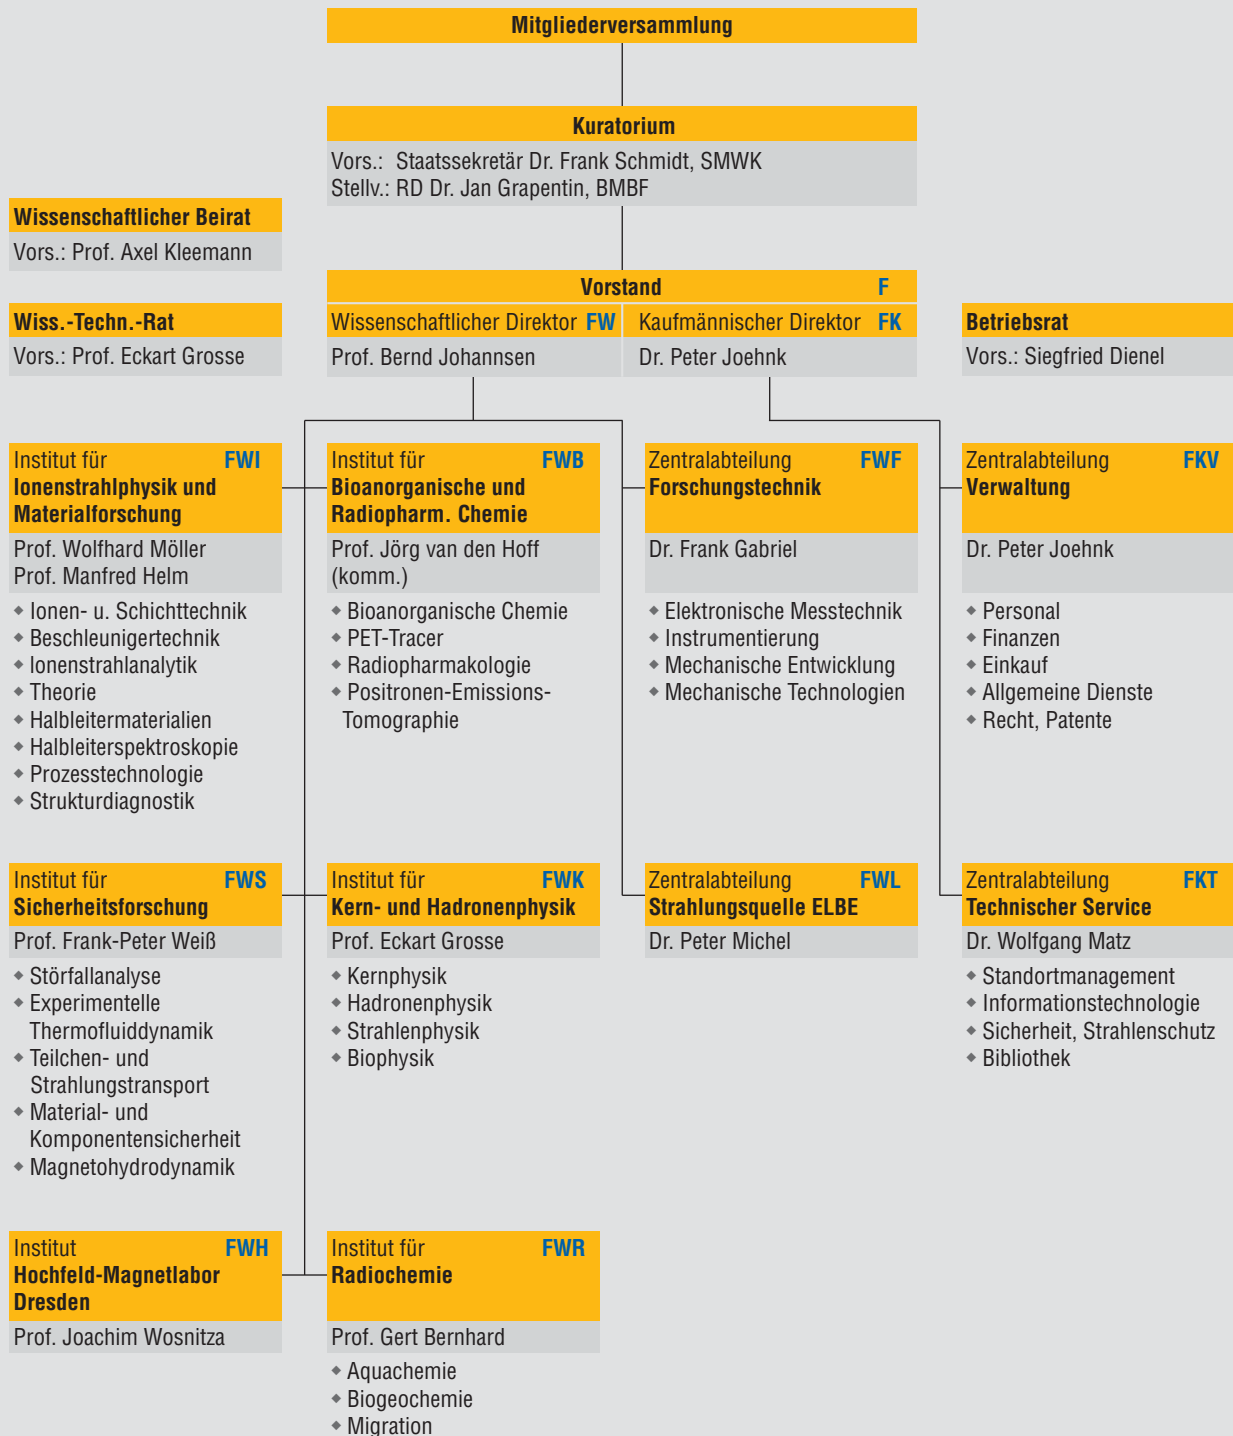 Mitgliederversammlung
Kuratorium
Vors.: Staatssekretär Dr. Frank Schmidt, SMWK
Stellv.: RD Dr. Jan Grapentin, BMBF
Wissenschaftlicher Beirat
Vors.: Prof. Axel Kleemann
Vorstand F
Wissenschaftlicher Direktor FW
Prof. Bernd Johannsen
Kaufmännischer Direktor FK
Dr. Peter Joehnk
Wiss.-Techn.-Rat
Vors.: Prof. Eckart Grosse
Betriebsrat
Vors.: Siegfried Dienel
Institut für FWI
Ionenstrahlphysik und
Materialforschung
Prof. Wolfhard Möller
Prof. Manfred Helm
◆ Ionen- u. Schichttechnik
◆ Beschleunigertechnik
◆ Ionenstrahlanalytik
◆ Theorie
◆ Halbleitermaterialien
◆ Halbleiterspektroskopie
◆ Prozesstechnologie
◆ Strukturdiagnostik
Institut für FWB
Bioanorganische und
Radiopharm. Chemie
Prof. Jörg van den Hoff
(komm.)
◆ Bioanorganische Chemie
◆ PET-Tracer
◆ Radiopharmakologie
◆ Positronen-Emissions-
Tomographie
Zentralabteilung FWF
Forschungstechnik
Dr. Frank Gabriel
◆ Elektronische Messtechnik
◆ Instrumentierung
◆ Mechanische Entwicklung
◆ Mechanische Technologien
Zentralabteilung FKV
Verwaltung
Dr. Peter Joehnk
◆ Personal
◆ Finanzen
◆ Einkauf
◆ Allgemeine Dienste
◆ Recht, Patente
Institut für FWS
Sicherheitsforschung
Prof. Frank-Peter Weiß
◆ Störfallanalyse
◆ Experimentelle
Thermofluiddynamik
◆ Teilchen- und
Strahlungstransport
◆ Material- und
Komponentensicherheit
◆ Magnetohydrodynamik
Institut für FWK
Kern- und Hadronenphysik
Prof. Eckart Grosse
◆ Kernphysik
◆ Hadronenphysik
◆ Strahlenphysik
◆ Biophysik
Zentralabteilung FWL
Strahlungsquelle ELBE
Dr. Peter Michel
Zentralabteilung FKT
Technischer Service
Dr. Wolfgang Matz
◆ Standortmanagement
◆ Informationstechnologie
◆ Sicherheit, Strahlenschutz
◆ Bibliothek
Institut FWH
Hochfeld-Magnetlabor
Dresden
Prof. Joachim Wosnitza
Institut für FWR
Radiochemie
Prof. Gert Bernhard
◆ Aquachemie
◆ Biogeochemie
◆ Migration